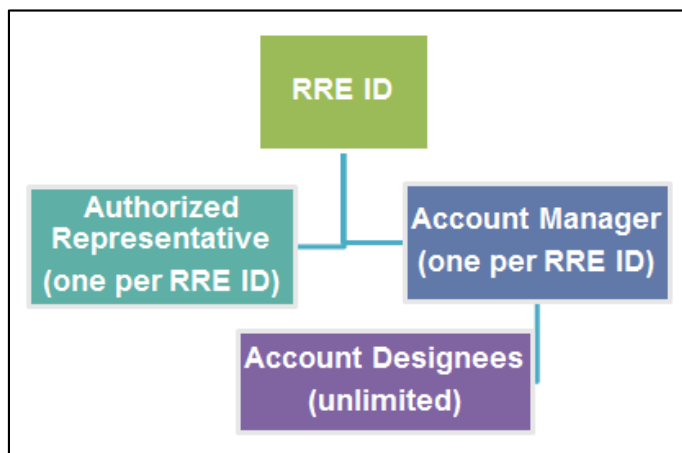 RRE ID
Authorized
Representative
(one per RRE ID)
Account Manager
(one per RRE ID)
Account Designees
(unlimited)